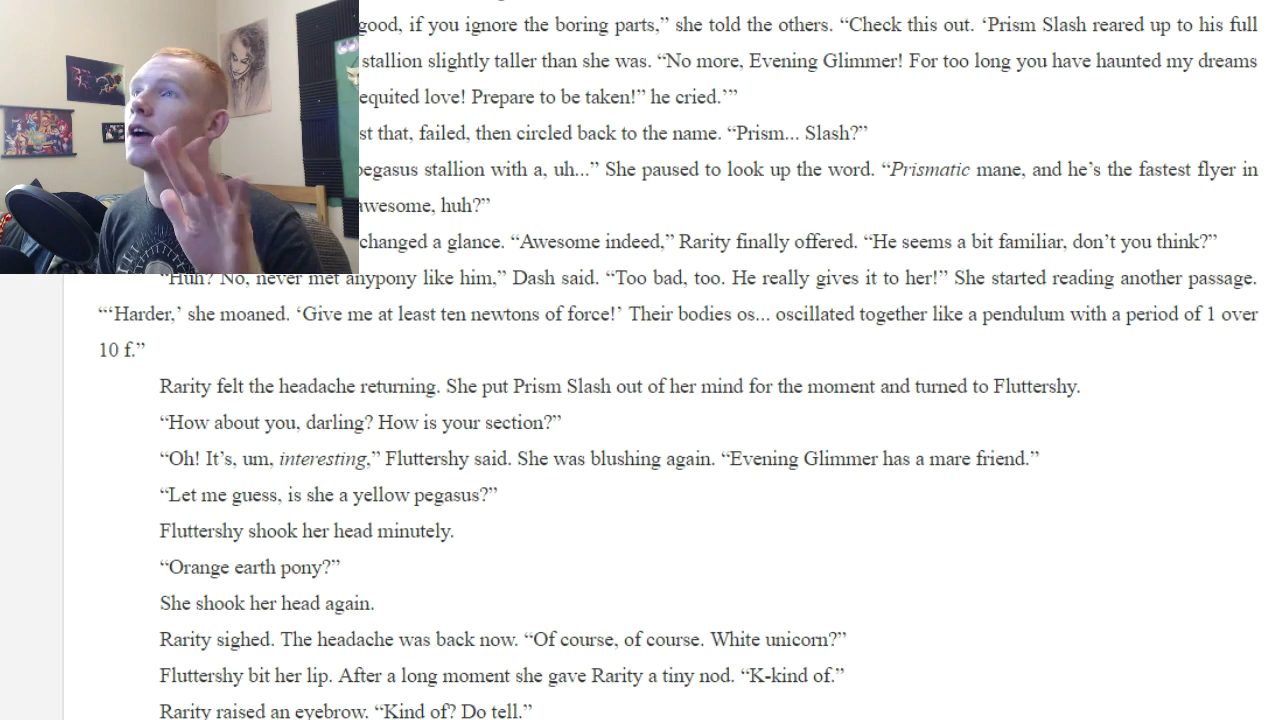 good, if you ignore the boring parts,” she told the others. “Check this out. ‘Prism Slash reared up to his full
stallion slightly taller than she was. “No more, Evening Glimmer! For too long you have haunted my dreams
equited love! Prepare to be taken!” he cried.’”
st that, failed, then circled back to the name. “Prism... Slash?”
pegasus stallion with a, uh...” She paused to look up the word. “Prismatic mane, and he’s the fastest flyer in
awesome, huh?”
changed a glance. “Awesome indeed,” Rarity finally offered. “He seems a bit familiar, don’t you think?”
“Huh? No, never met anypony like him,” Dash said. “Too bad, too. He really gives it to her!” She started reading another passage.
“‘Harder,’ she moaned. ‘Give me at least ten newtons of force!’ Their bodies os... oscillated together like a pendulum with a period of 1 over
10 f.”
Rarity felt the headache returning. She put Prism Slash out of her mind for the moment and turned to Fluttershy.
“How about you, darling? How is your section?”
“Oh! It’s, um, interesting,” Fluttershy said. She was blushing again. “Evening Glimmer has a mare friend.”
“Let me guess, is she a yellow pegasus?”
Fluttershy shook her head minutely.
“Orange earth pony?”
She shook her head again.
Rarity sighed. The headache was back now. “Of course, of course. White unicorn?”
Fluttershy bit her lip. After a long moment she gave Rarity a tiny nod. “K-kind of.”
Rarity raised an eyebrow. “Kind of? Do tell.”